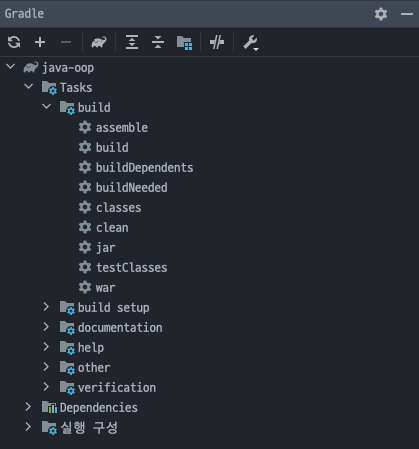 Gradle
java-oop
Tasks
build
assemble
build
buildDependents
buildNeeded
classes
clean
jar
testClasses
war
build setup
documentation
help
other
verification
Dependencies
실행 구성